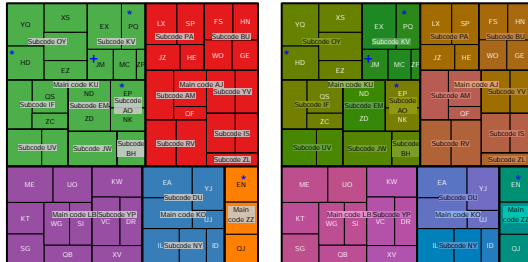 YQ XS EX PQ LX SP FS HN
Subcode OY Subcode KV Subcode PA Subcode BU
HD EZ JM MC ZF JZ HE WO GE
Main code KU Main code AJ
QS ND EP Subcode AM Subcode YV
Subcode IF Subcode EM Subcode AO
ZC ZD NK QF
Subcode UV Subcode JW Subcode BH Subcode RV Subcode IS
Subcode ZL
ME UO KW EA YJ EN
Subcode DU
KT Main code LB Subcode YP Main code KO Main code ZZ
WG SI VC DR UJ
SG QB XV IL Subcode NY ID QJ
YQ XS EX PQ LX SP FS HN
Subcode OY Subcode KV Subcode PA Subcode BU
HD EZ JM MC ZF JZ HE WO GE
Main code KU Main code AJ
QS ND EP Subcode AM Subcode YV
Subcode IF Subcode EM Subcode AO
ZC ZD NK QF
Subcode UV Subcode JW Subcode BH Subcode RV Subcode IS
Subcode ZL
ME UO KW EA YJ EN
Subcode DU
KT Main code LB Subcode YP Main code KO Main code ZZ
WG SI VC DR UJ
SG QB XV IL Subcode NY ID QJ